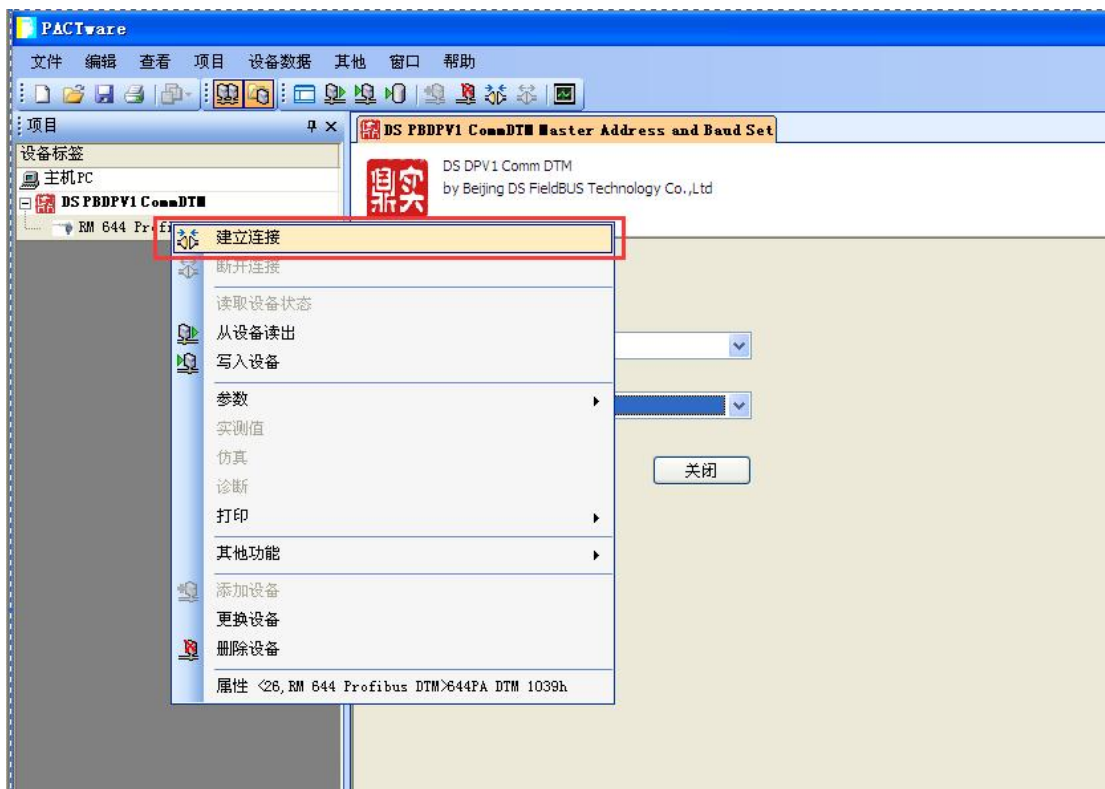 PACTware
文件 编辑 查看 项目 设备数据 其他 窗口 帮助
项目
设备标签
主机PC
DS PBDPV1 CommDTM
RM 644 Prof
DS PBDPV1 CommDTM Master Address and Baud Set
鼎实
DS DPV1 Comm DTM
by Beijing DS FieldBUS Technology Co.,Ltd
建立连接
断开连接
读取设备状态
从设备读出
写入设备
参数
实测值
仿真
诊断
打印
其他功能
添加设备
更换设备
删除设备
属性 <26,RM 644 Profibus DTM>644PA DTM 1039h
关闭